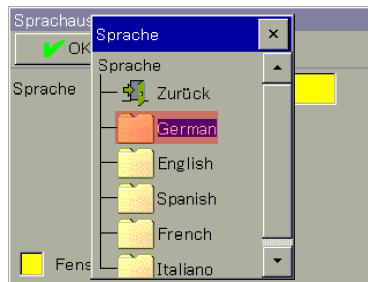 Sprachaus
OK
Sprache
Sprache
Sprache
Zurück
German
English
Spanish
French
Italiano
Fens